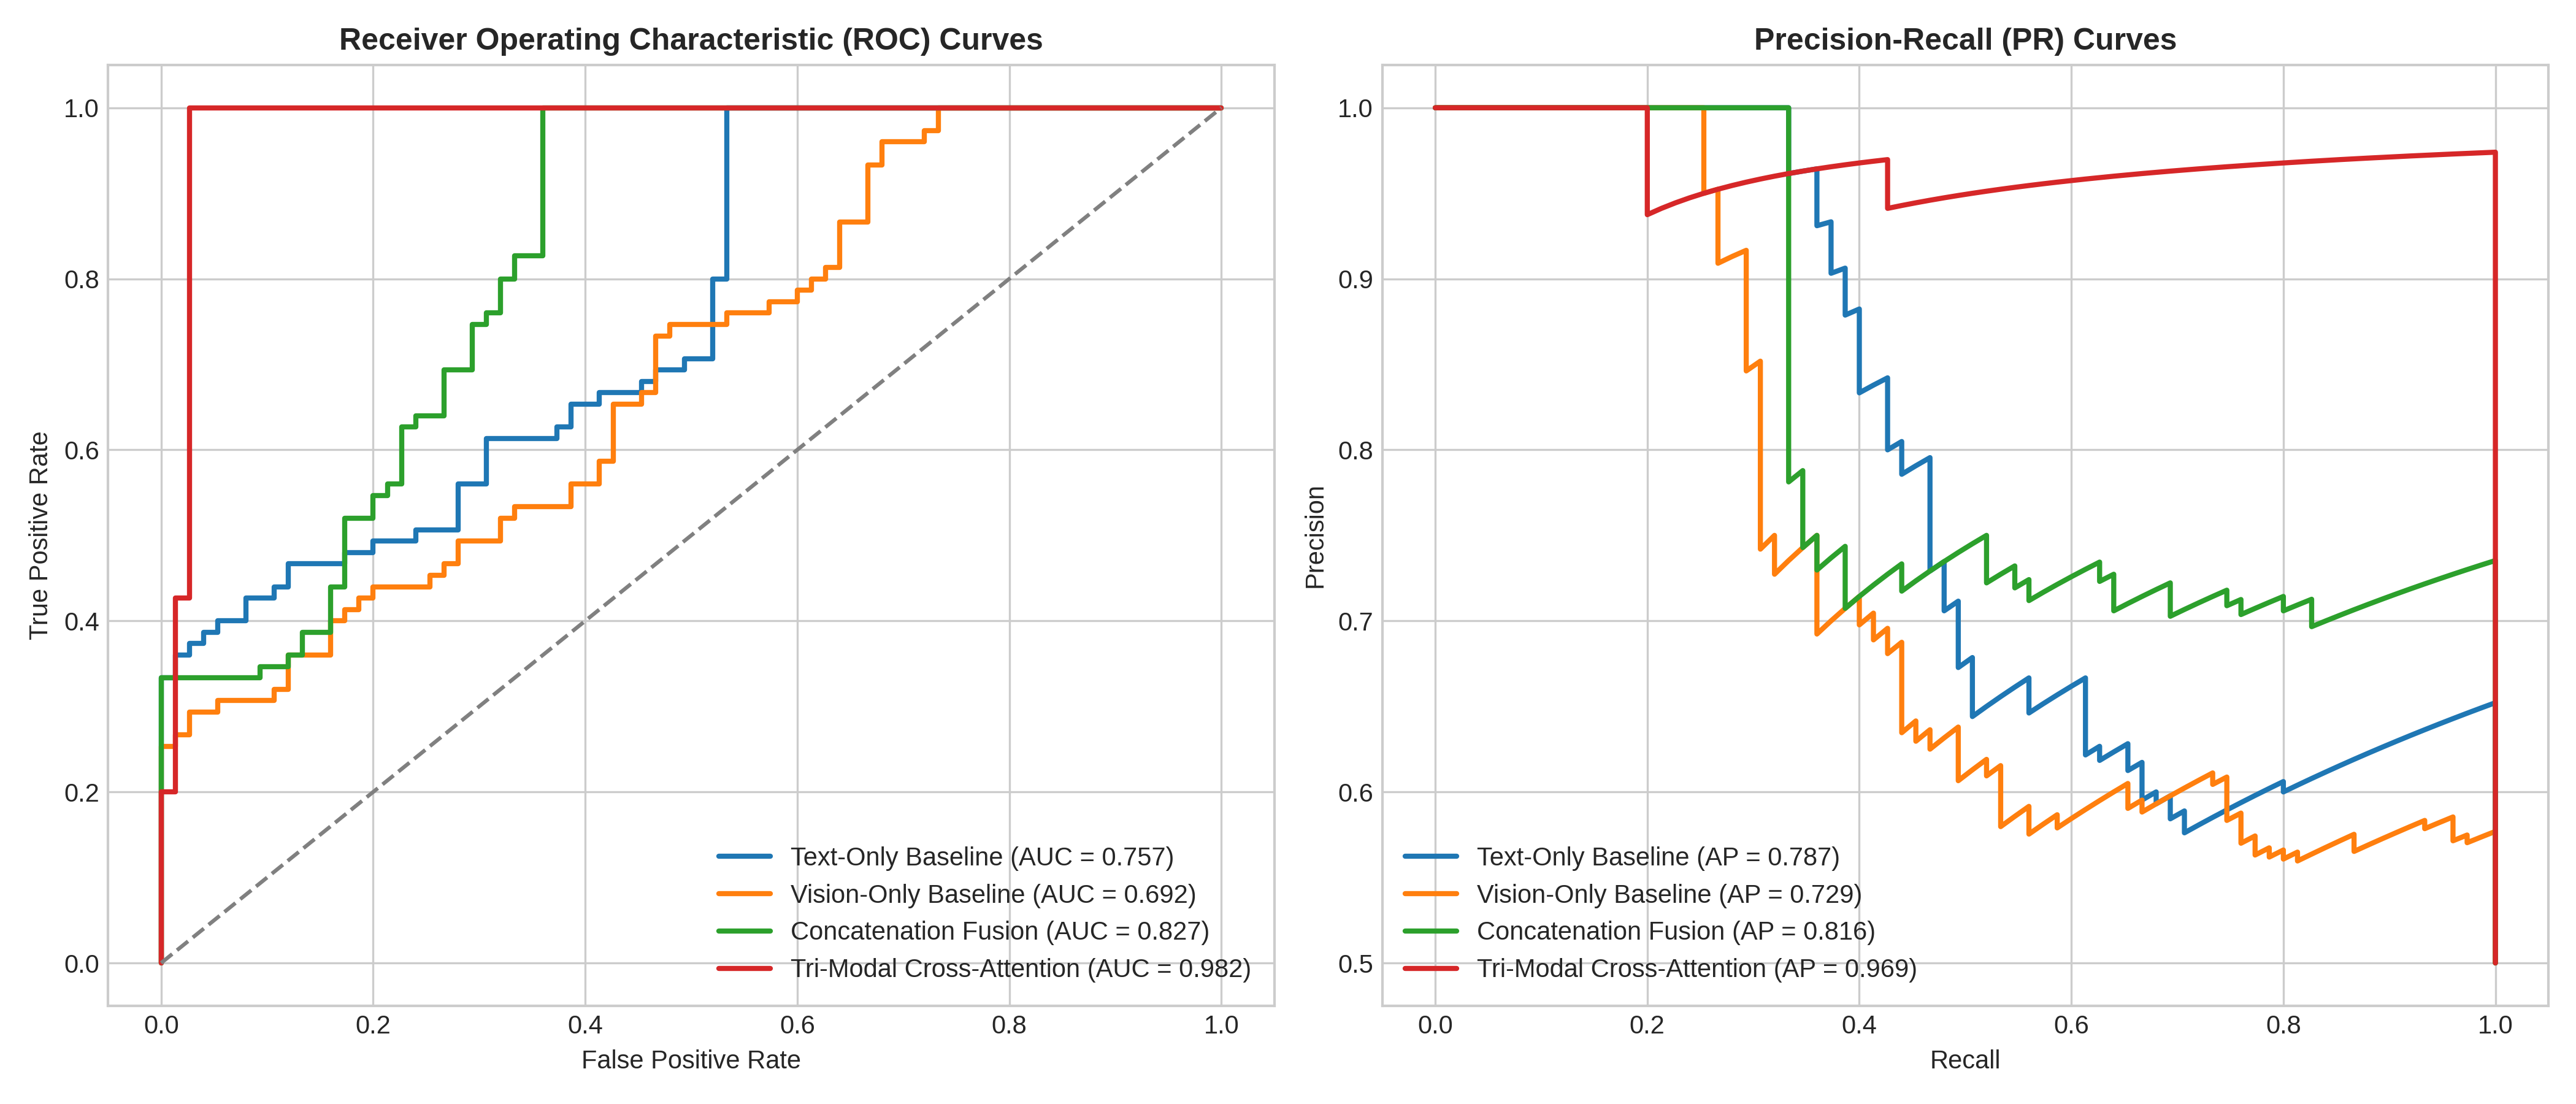 Receiver Operating Characteristic (ROC) Curves
True Positive Rate
1.0
0.8
0.6
0.4
0.2
0.0
Text-Only Baseline (AUC = 0.757)
Vision-Only Baseline (AUC = 0.692)
Concatenation Fusion (AUC = 0.827)
Tri-Modal Cross-Attention (AUC = 0.982)
0.0 0.2 0.4 0.6 0.8 1.0
False Positive Rate
Precision-Recall (PR) Curves
Precision
1.0
0.9
0.8
0.7
0.6
0.5
Text-Only Baseline (AP = 0.787)
Vision-Only Baseline (AP = 0.729)
Concatenation Fusion (AP = 0.816)
Tri-Modal Cross-Attention (AP = 0.969)
0.0 0.2 0.4 0.6 0.8 1.0
Recall